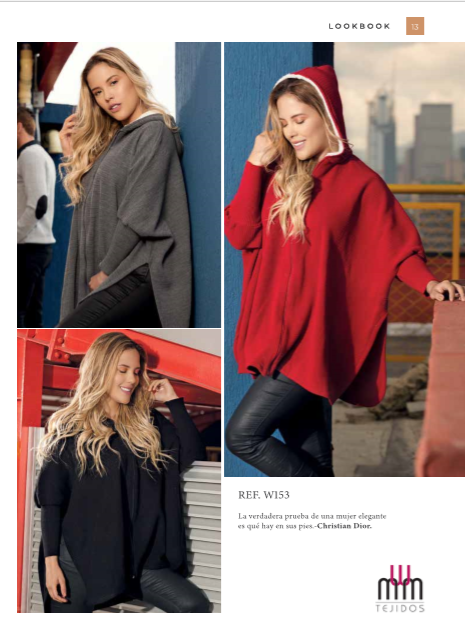 LOOKBOOK 13
REF. W153
La verdadera prueba de una mujer elegante
es qué hay en sus pies.-Christian Dior.
TEJIDOS